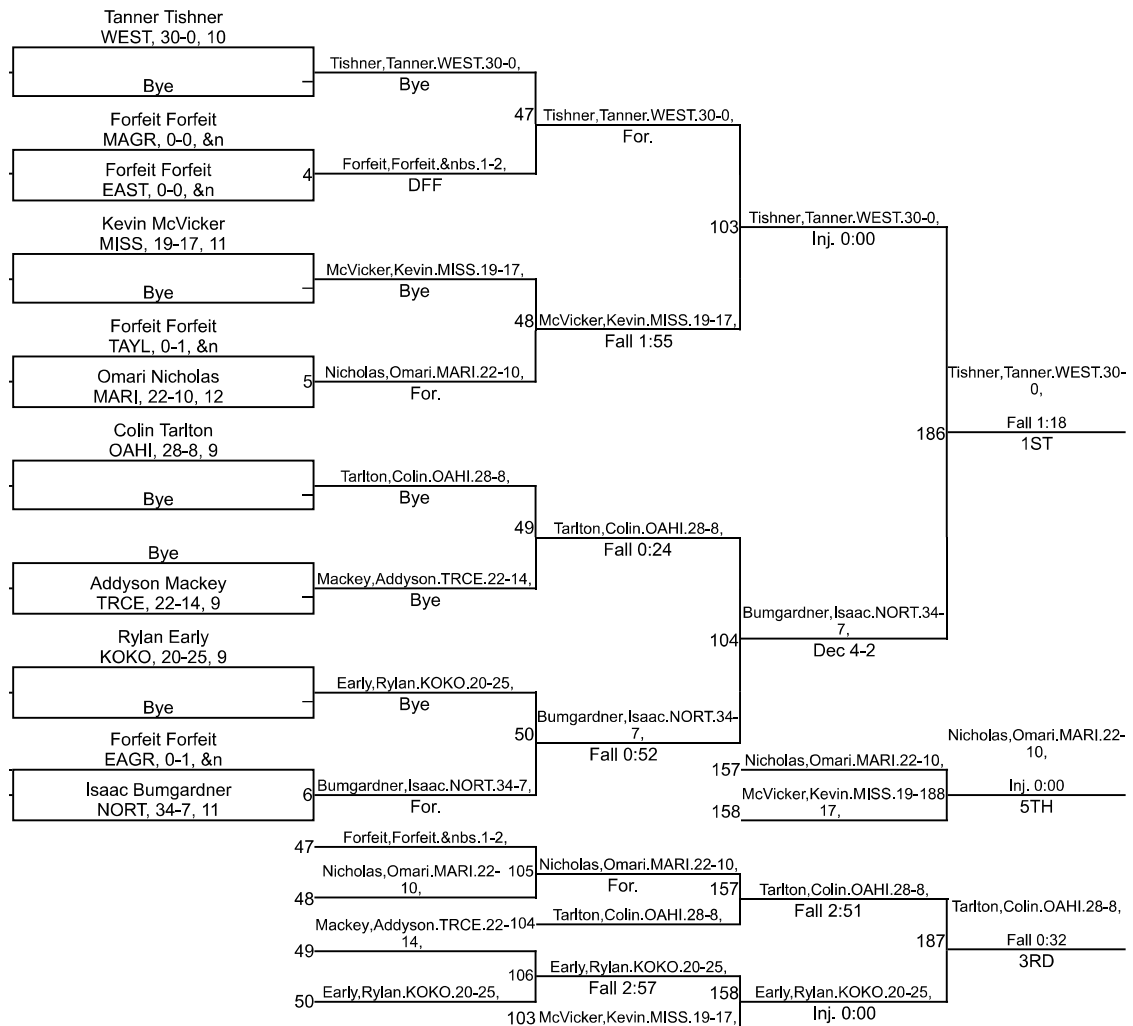 Tanner Tishner
WEST, 30-0, 10
Bye
Forfeit Forfeit
MAGR, 0-0, &n
Forfeit Forfeit
EAST, 0-0, &n
4
Kevin McVicker
MISS, 19-17, 11
Bye
Forfeit Forfeit
TAYL, 0-1, &n
Omari Nicholas
MARI, 22-10, 12
5
Colin Tarlton
OAHI, 28-8, 9
Bye
Bye
Addyson Mackey
TRCE, 22-14, 9
Rylan Early
KOKO, 20-25, 9
Bye
Forfeit Forfeit
EAGR, 0-1, &n
Isaac Bumgardner
NORT, 34-7, 11
6
Tishner,Tanner.WEST.30-0,
Bye
47
Forfeit,Forfeit.&nbs.1-2,
DFF
McVicker,Kevin.MISS.19-17,
Bye
48
Nicholas,Omari.MARI.22-10,
For.
Tarlton,Colin.OAHI.28-8,
Bye
49
Mackey,Addyson.TRCE.22-14,
Bye
Early,Rylan.KOKO.20-25,
Bye
50
Bumgardner,Isaac.NORT.34-7,
For.
Tishner,Tanner.WEST.30-0,
For.
103
McVicker,Kevin.MISS.19-17,
Fall 1:55
Tarlton,Colin.OAHI.28-8,
Fall 0:24
104
Bumgardner,Isaac.NORT.34-
7,
Fall 0:52
Tishner,Tanner.WEST.30-0,
Inj. 0:00
186
Bumgardner,Isaac.NORT.34-
7,
Dec 4-2
Tishner,Tanner.WEST.30-
0,
Fall 1:18
1ST
157
Nicholas,Omari.MARI.22-10,
158
McVicker,Kevin.MISS.19-
17,
188
Nicholas,Omari.MARI.22-
10,
Inj. 0:00
5TH
47
Forfeit,Forfeit.&nbs.1-2,
48
Nicholas,Omari.MARI.22-
10,
105
49
Mackey,Addyson.TRCE.22-
14,
50
Early,Rylan.KOKO.20-25,
106
Nicholas,Omari.MARI.22-10,
For.
104
Tarlton,Colin.OAHI.28-8,
157
Early,Rylan.KOKO.20-25,
Fall 2:57
103
McVicker,Kevin.MISS.19-17,
158
Tarlton,Colin.OAHI.28-8,
Fall 2:51
Early,Rylan.KOKO.20-25,
Inj. 0:00
187
Tarlton,Colin.OAHI.28-8,
Fall 0:32
3RD